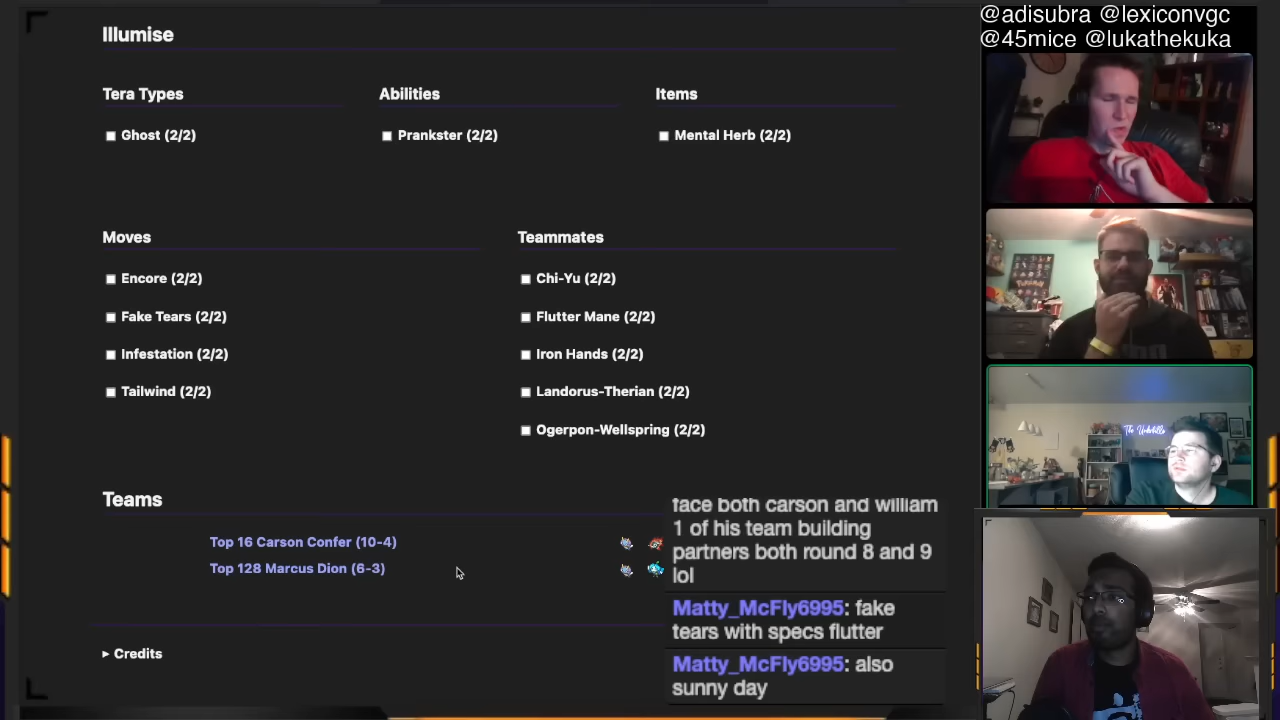 @adisubra @lexiconvgc
@45mice @lukathekuka
Illumise
Tera Types
Ghost (2/2)
Abilities
Prankster (2/2)
Items
Mental Herb (2/2)
Moves
Encore (2/2)
Fake Tears (2/2)
Infestation (2/2)
Tailwind (2/2)
Teammates
Chi-Yu (2/2)
Flutter Mane (2/2)
Iron Hands (2/2)
Landorus-Therian (2/2)
Ogerpon-Wellspring (2/2)
Teams
Top 16 Carson Confer (10-4)
Top 128 Marcus Dion (6-3)
Credits
face both carson and william
1 of his team building
partners both round 8 and 9
lol
Matty_McFly6995: fake
tears with specs flutter
Matty_McFly6995: also
sunny day